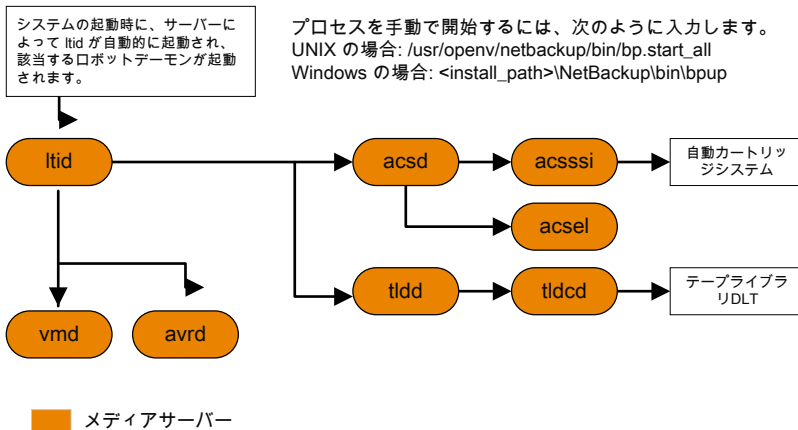 システムの起動時に、サーバーに
よって ltid が自動的に起動され、
該当するロボットデーモンが起動
されます。
プロセスを手動で開始するには、次のように入力します。
UNIX の場合: /usr/openv/netbackup/bin/bp.start_all
Windows の場合: <install_path>\NetBackup\bin\bpup
ltid
acsd
acsssi
自動カートリッ
ジシステム
acsel
tldd
tldcd
テープライブラ
リDLT
vmd
avrd
メディアサーバー